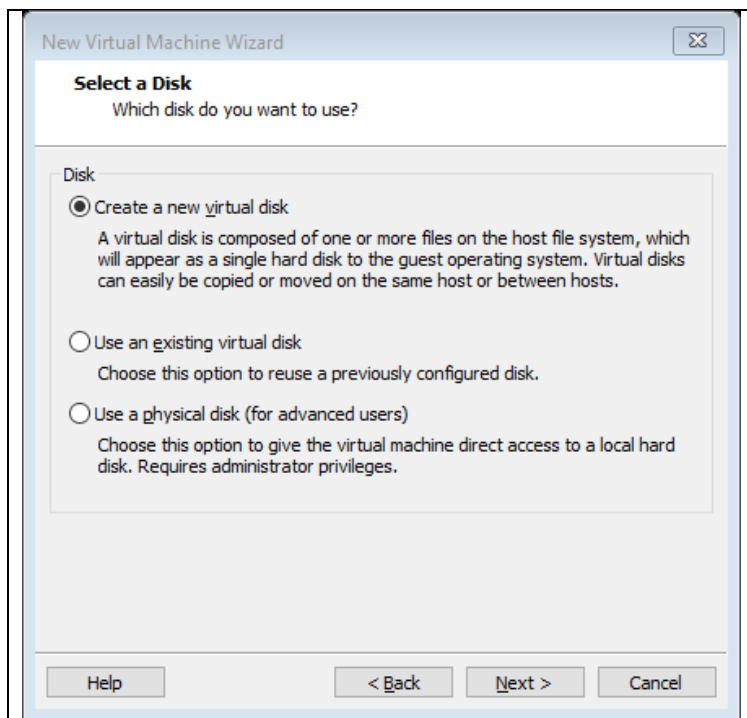 New Virtual Machine Wizard
Select a Disk
Which disk do you want to use?
Disk
Create a new virtual disk
A virtual disk is composed of one or more files on the host file system, which
will appear as a single hard disk to the guest operating system. Virtual disks
can easily be copied or moved on the same host or between hosts.
Use an existing virtual disk
Choose this option to reuse a previously configured disk.
Use a physical disk (for advanced users)
Choose this option to give the virtual machine direct access to a local hard
disk. Requires administrator privileges.
Help
< Back
Next >
Cancel